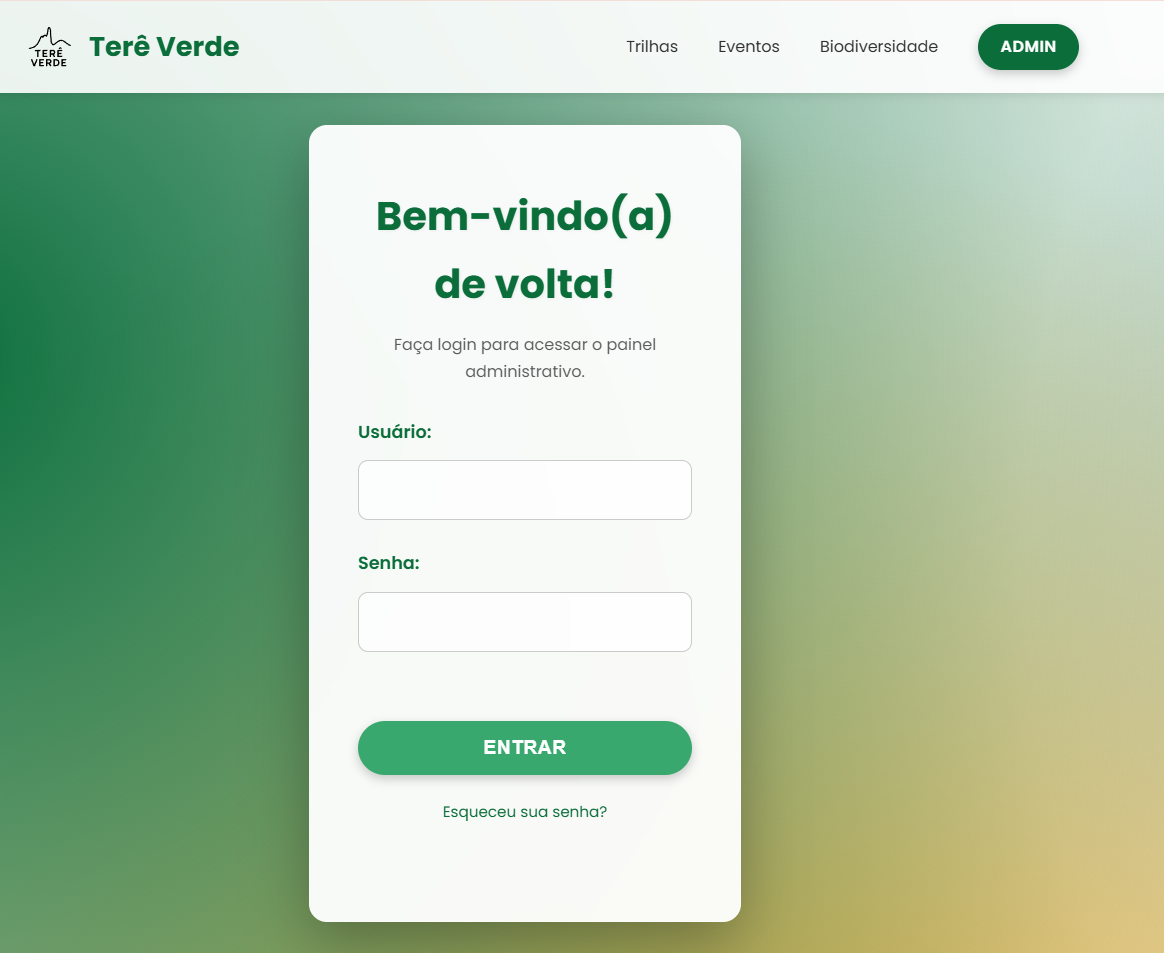 TERÉ
VERDE
Terê Verde
Trilhas
Eventos
Biodiversidade
ADMIN
Bem-vindo(a)
de volta!
Faça login para acessar o painel
administrativo.
Usuário:
Senha:
ENTRAR
Esqueceu sua senha?